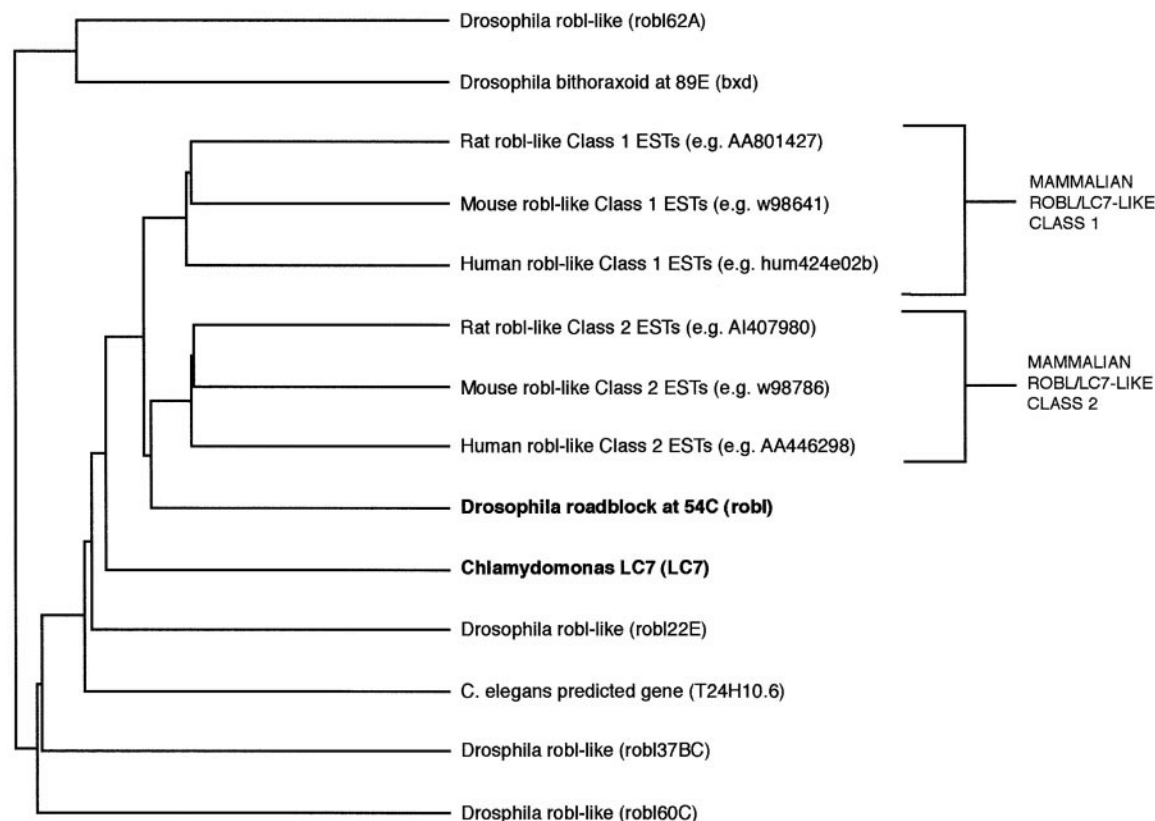 Drosophila robl-like (robl62A)
Drosophila bithoraxoid at 89E (bxd)
Rat robl-like Class 1 ESTs (e.g. AA801427)
Mouse robl-like Class 1 ESTs (e.g. w98641)
Human robl-like Class 1 ESTs (e.g. hum424e02b)
MAMMALIAN
ROBL/LC7-LIKE
CLASS 1
Rat robl-like Class 2 ESTs (e.g. AI407980)
Mouse robl-like Class 2 ESTs (e.g. w98786)
Human robl-like Class 2 ESTs (e.g. AA446298)
MAMMALIAN
ROBL/LC7-LIKE
CLASS 2
Drosophila roadblock at 54C (robl)
Chlamydomonas LC7 (LC7)
Drosophila robl-like (robl22E)
C. elegans predicted gene (T24H10.6)
Drosphila robl-like (robl37BC)
Drosphila robl-like (robl60C)